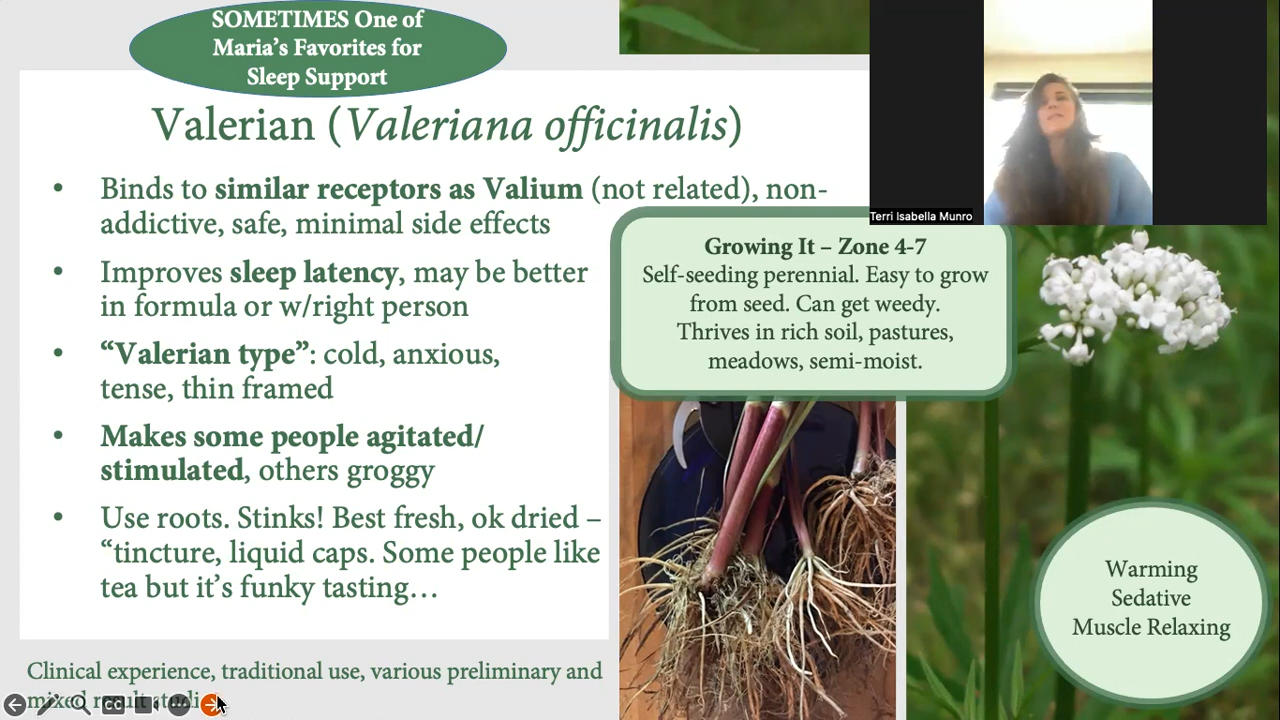 SOMETIMES One of
Maria's Favorites for
Sleep Support
Valerian (Valeriana officinalis)
• Binds to similar receptors as Valium (not related), non-
addictive, safe, minimal side effects
• Improves sleep latency, may be better
in formula or w/right person
• “Valerian type”: cold, anxious,
tense, thin framed
• Makes some people agitated/
stimulated, others groggy
• Use roots. Stinks! Best fresh, ok dried –
“tincture, liquid caps. Some people like
tea but it's funky tasting…
Clinical experience, traditional use, various preliminary and
mixed result
Terri Isabella Munro
Growing It – Zone 4-7
Self-seeding perennial. Easy to grow
from seed. Can get weedy.
Thrives in rich soil, pastures,
meadows, semi-moist.
Warming
Sedative
Muscle Relaxing
CC